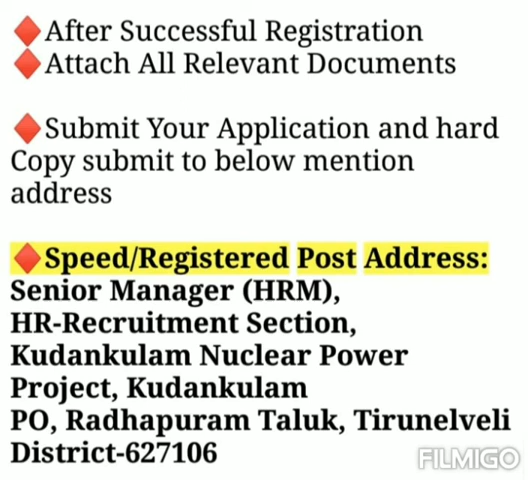 ♦After Successful Registration
♦Attach All Relevant Documents
♦Submit Your Application and hard
Copy submit to below mention
address
♦Speed/Registered Post Address:
Senior Manager (HRM),
HR-Recruitment Section,
Kudankulam Nuclear Power
Project, Kudankulam
PO, Radhapuram Taluk, Tirunelveli
District-627106
FILMIGO